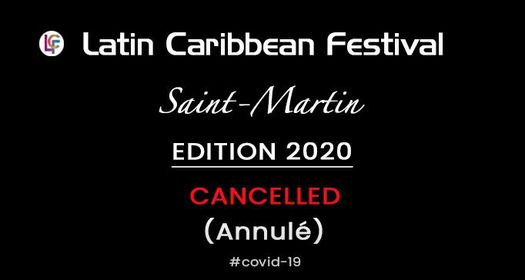 LCF Latin Caribbean Festival
Saint-Martin
EDITION 2020
CANCELLED
(Annulé)
#covid-19